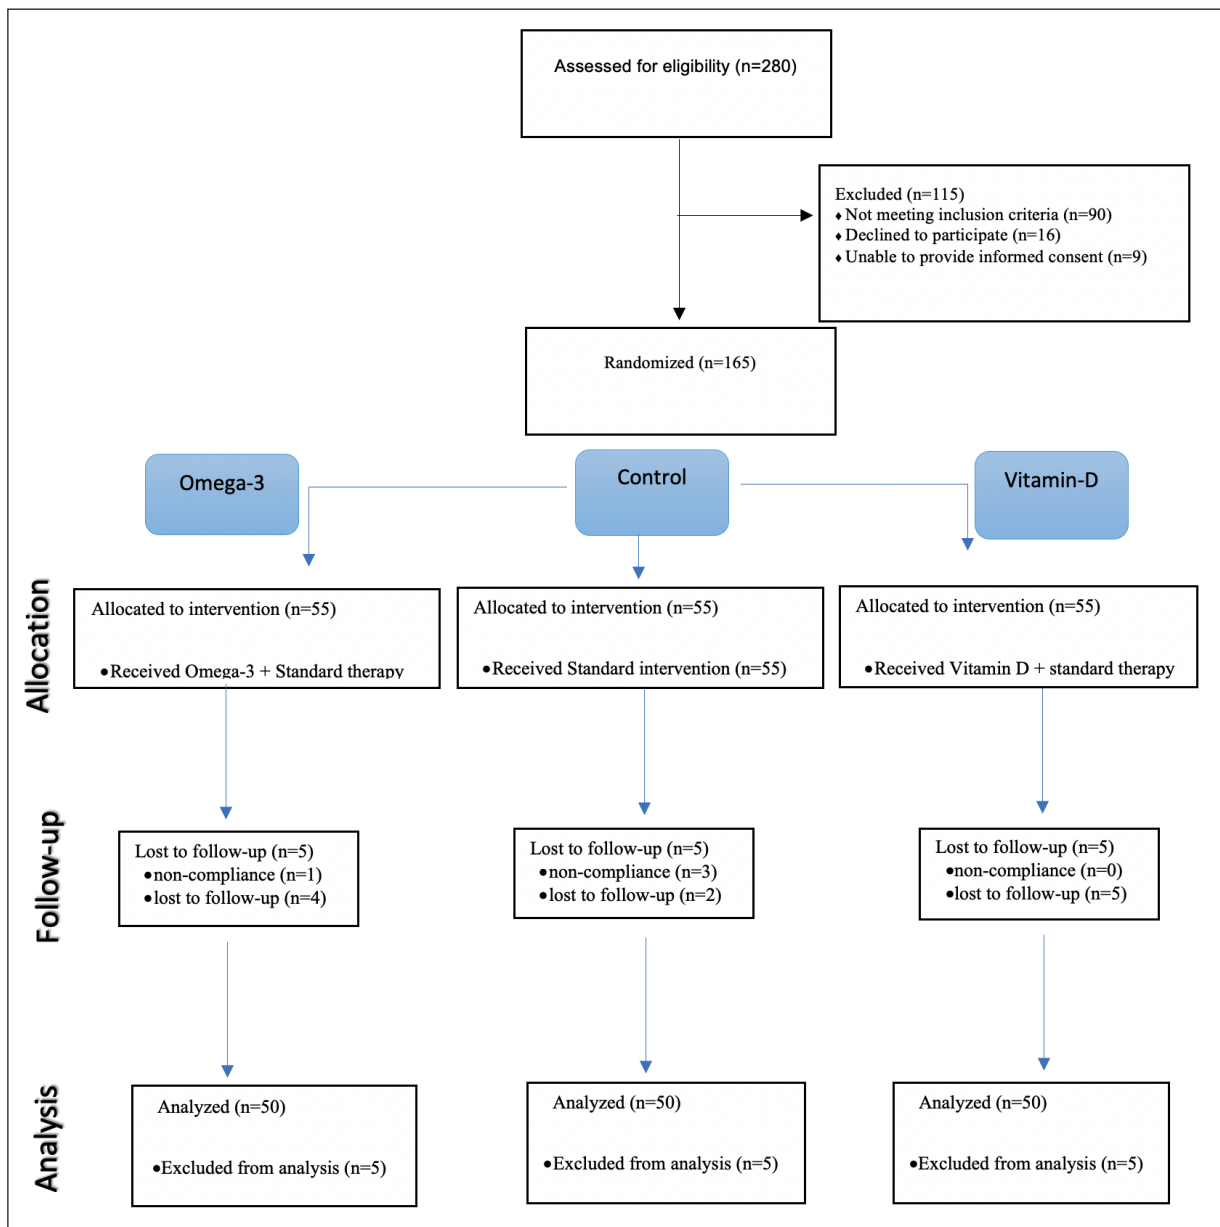 Assessed for eligibility (n=280)
Excluded (n=115)
♦ Not meeting inclusion criteria (n=90)
♦ Declined to participate (n=16)
♦ Unable to provide informed consent (n=9)
Randomized (n=165)
Omega-3
Control
Vitamin-D
Allocation
Allocated to intervention (n=55)
•Received Omega-3 + Standard therapy
Allocated to intervention (n=55)
•Received Standard intervention (n=55)
Allocated to intervention (n=55)
•Received Vitamin D + standard therapy
Follow-up
Lost to follow-up (n=5)
•non-compliance (n=1)
•lost to follow-up (n=4)
Lost to follow-up (n=5)
•non-compliance (n=3)
•lost to follow-up (n=2)
Lost to follow-up (n=5)
•non-compliance (n=0)
•lost to follow-up (n=5)
Analysis
Analyzed (n=50)
•Excluded from analysis (n=5)
Analyzed (n=50)
•Excluded from analysis (n=5)
Analyzed (n=50)
•Excluded from analysis (n=5)